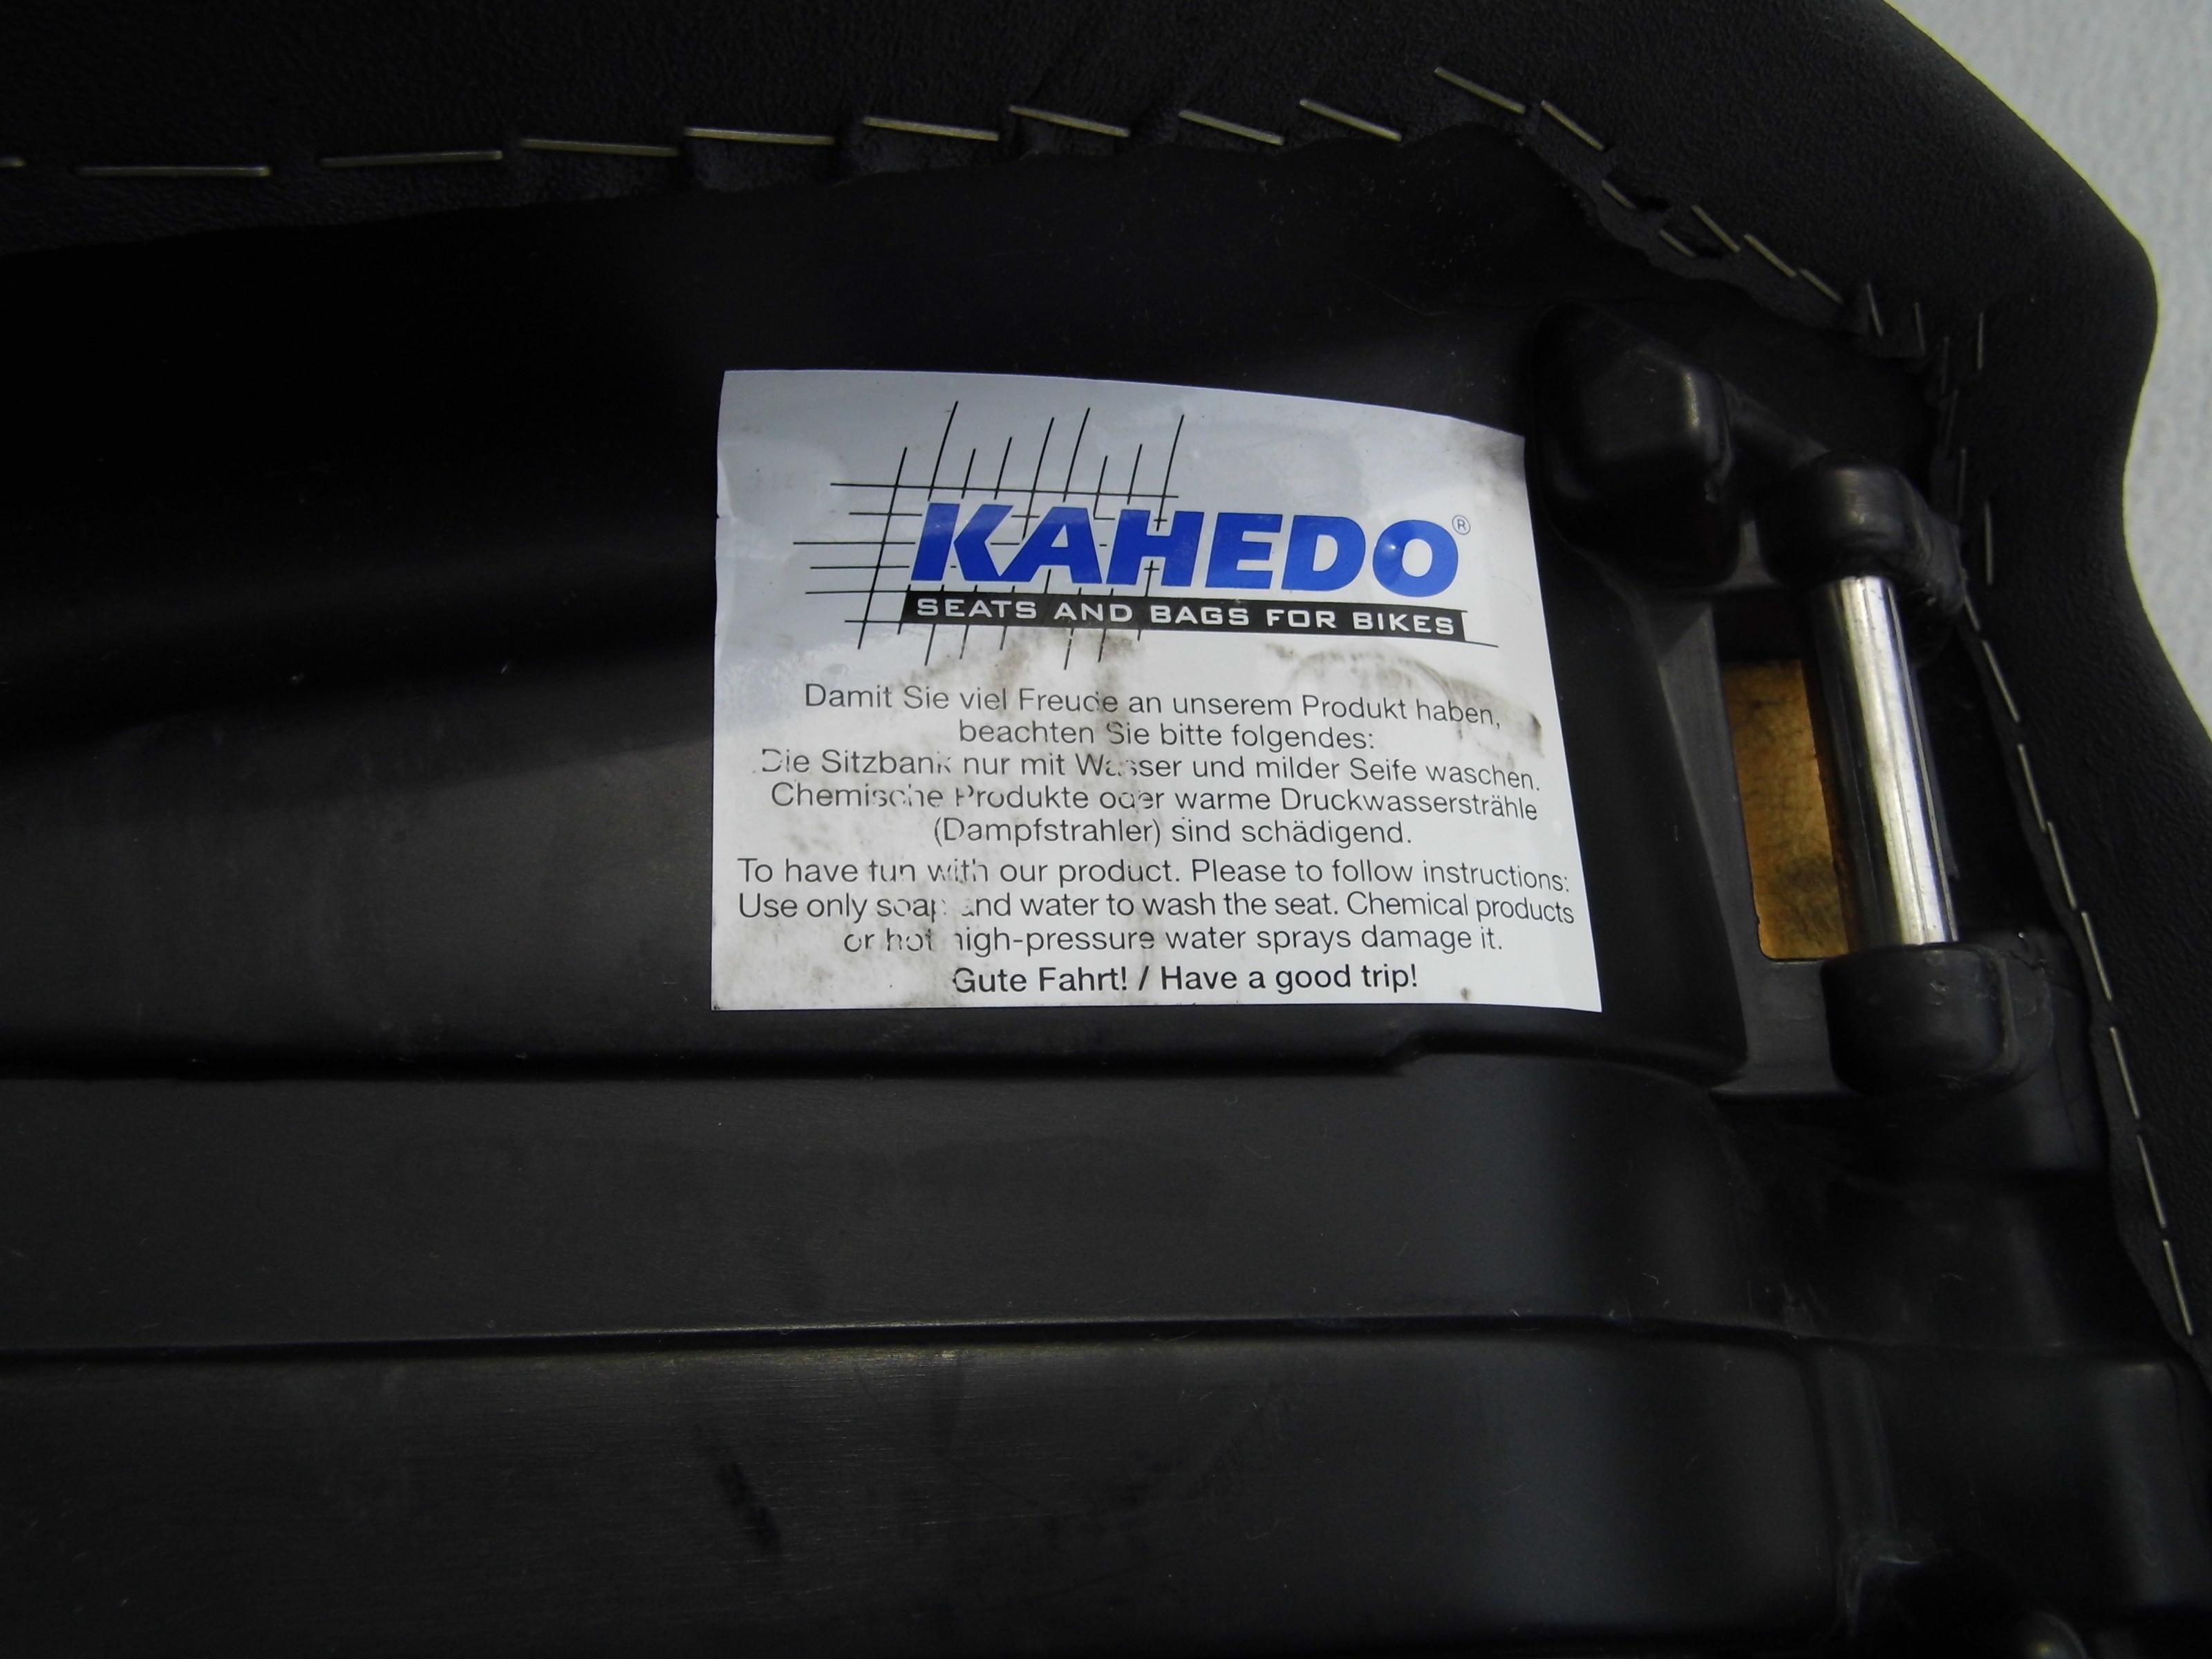 KAHEDO®
SEATS AND BAGS FOR BIKES
Damit Sie viel Freude an unserem Produkt haben,
beachten Sie bitte folgendes:
Die Sitzbank nur mit Wasser und milder Seife waschen.
Chemische Produkte oder warme Druckwassersträhle
(Dampfstrahler) sind schädigend.
To have fun with our product. Please to follow instructions:
Use only soap and water to wash the seat. Chemical products
or hot high-pressure water sprays damage it.
Gute Fahrt! / Have a good trip!